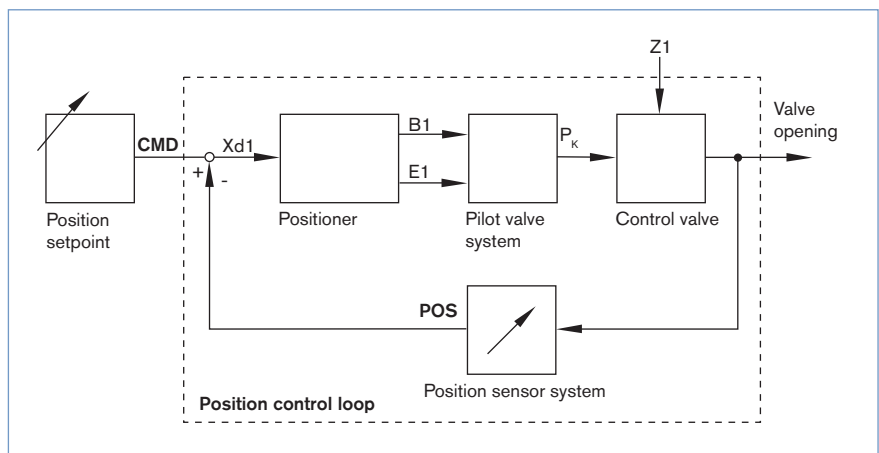 Z1
Valve
opening
CMD
Xd1
B1
E1
P K
+
-
Position
setpoint
Positioner
Pilot valve
system
Control valve
POS
Position sensor system
Position control loop